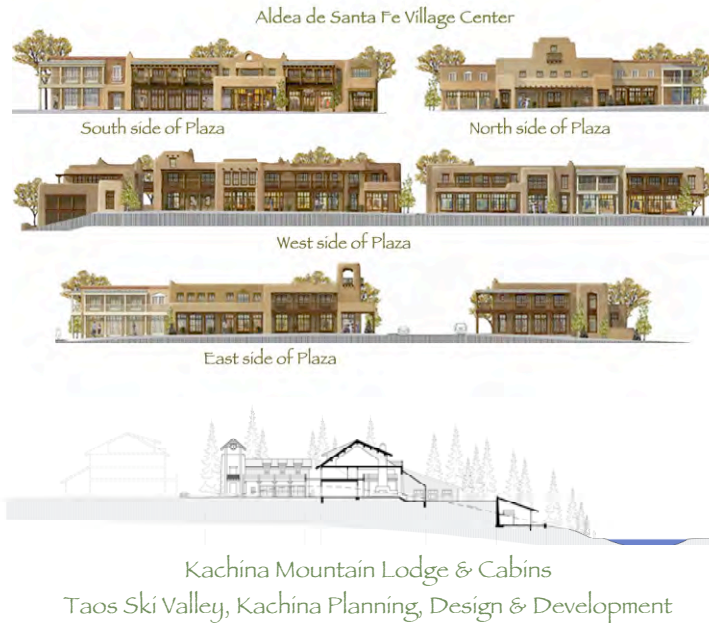 Aldea de Santa Fe Village Center
South side of Plaza
North side of Plaza
West side of Plaza
East side of Plaza
Kachina Mountain Lodge & Cabins
Taos Ski Valley, Kachina Planning, Design & Development